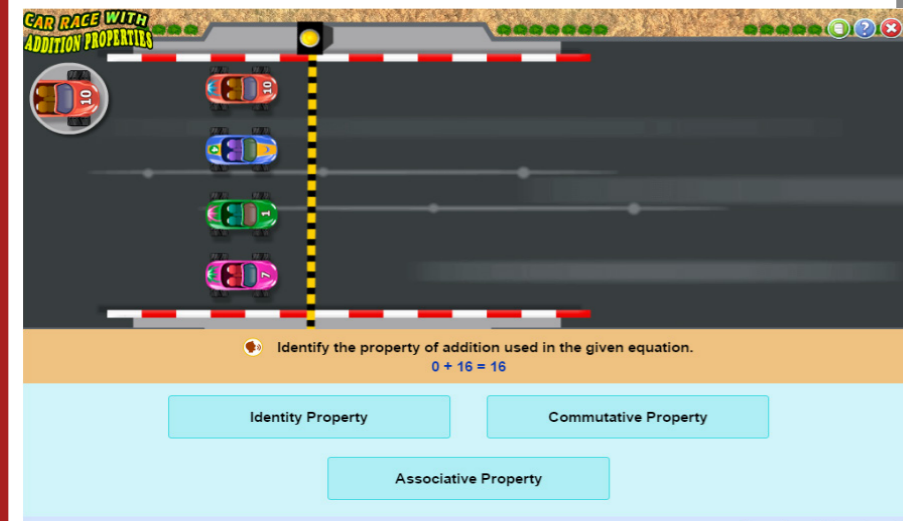 CAR RACE WITH
ADDITION PROPERTIES
10
10
4
1
7
Identify the property of addition used in the given equation.
0 + 16 = 16
Identity Property
Commutative Property
Associative Property